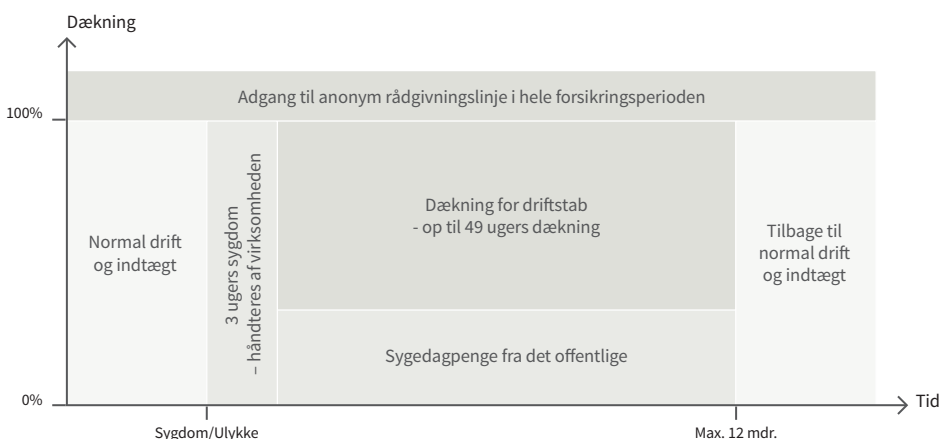 Dækning
Adgang til anonym rådgivningslinje i hele forsikringsperioden
100%
Normal drift
og indtægt
3 ugers sygdom
– håndteres af virksomheden
Dækning for driftstab
- op til 49 ugers dækning
Tilbage til
normal drift
og indtægt
Sygedagpenge fra det offentlige
0%
Tid
Sygdom/Ulykke
Max. 12 mdr.